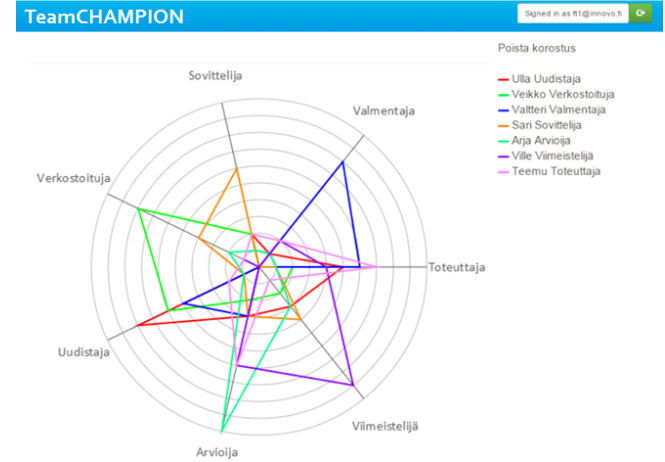 TeamCHAMPION
Signed in as ft1@innovo.fi
Poista korostus
Ulla Uudistaja
Veikko Verkostoituja
Valtteri Valmentaja
Sari Sovittelija
Arja Arvioija
Ville Viimeistelijä
Teemu Toteuttaja
Sovittelija
Valmentaja
Verkostoituja
Toteuttaja
Uudistaja
Viimeistelijä
Arvioija